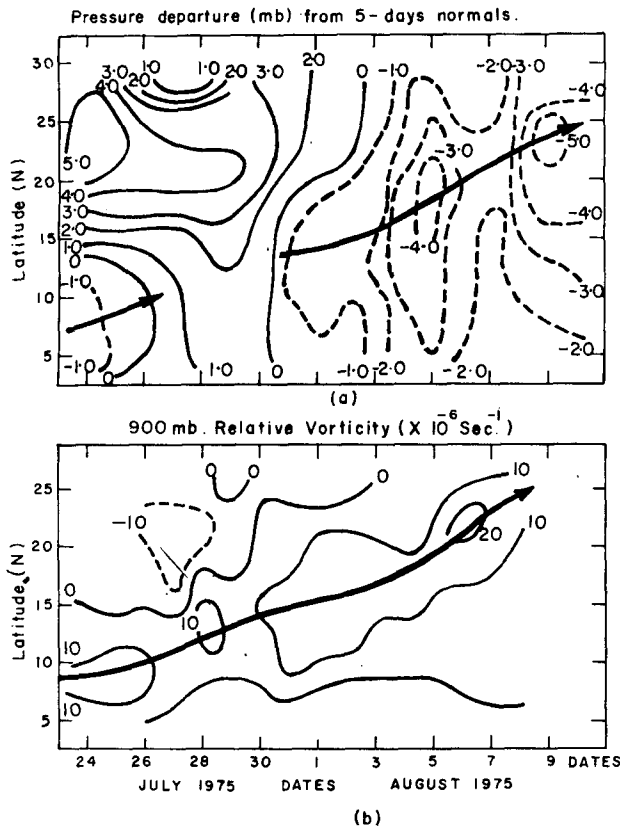 Pressure departure (mb) from 5-days normals.
30 3.0 2.0 1.0 1.0 2.0 3.0 20 0 -1.0 -2.0 -3.0
4.0 -4.0
25 -3.0 -5.0
5.0
20
4.0
3.0 -4.0 -4.0
15 2.0
1.0 -3.0
0
10 -1.0
5 -1.0 0 1.0 0 -1.0 -2.0 -2.0 -2.0
Latitude (N)
(a)
900 mb. Relative Vorticity (X 10⁻⁶ Sec.⁻¹)
0 0 0 10
25
-10 10
20 20
0
15
10
10 10
10
5
Latitude (N)
24 26 28 30 1 3 5 7 9 DATES
JULY 1975 DATES AUGUST 1975
(b)